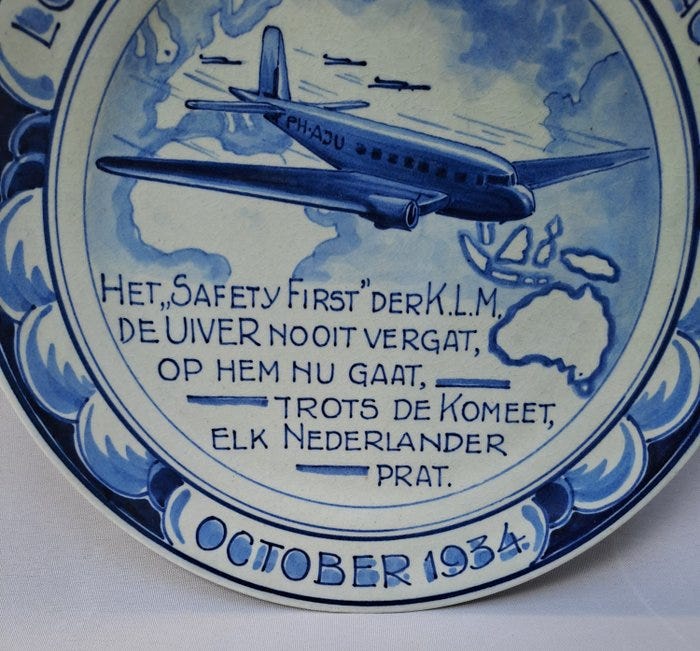 PH-AJU
HET „SAFETY FIRST” DER K.L.M.
DE UIVER NOOIT VERGAT,
OP HEM NU GAAT,
TROTS DE KOMEET,
ELK NEDERLANDER
PRAT.
OCTOBER 1934.